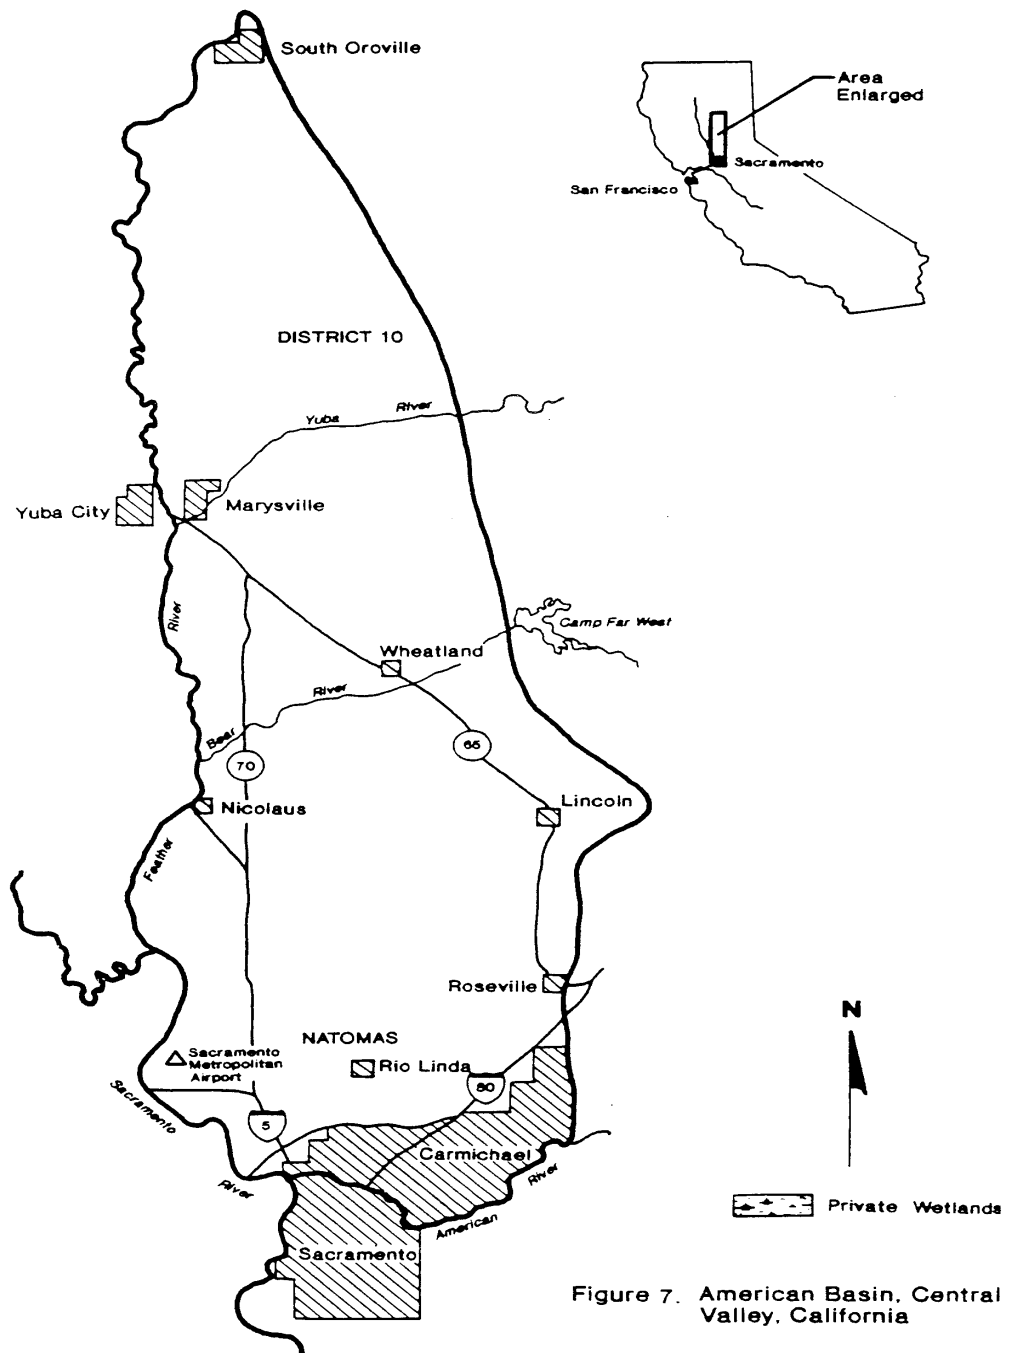 South Oroville
Area
Enlarged
Sacramento
San Francisco
DISTRICT 10
Yuba River
Yuba City
Marysville
River
Camp Far West
Wheatland
Bear River
65
70
Nicolaus
Lincoln
Feather
Roseville
N
NATOMAS
Sacramento
Metropolitan
Airport
Rio Linda
80
Sacramento River
5
Carmichael
American River
Private Wetlands
Sacramento
Figure 7. American Basin, Central
Valley, California